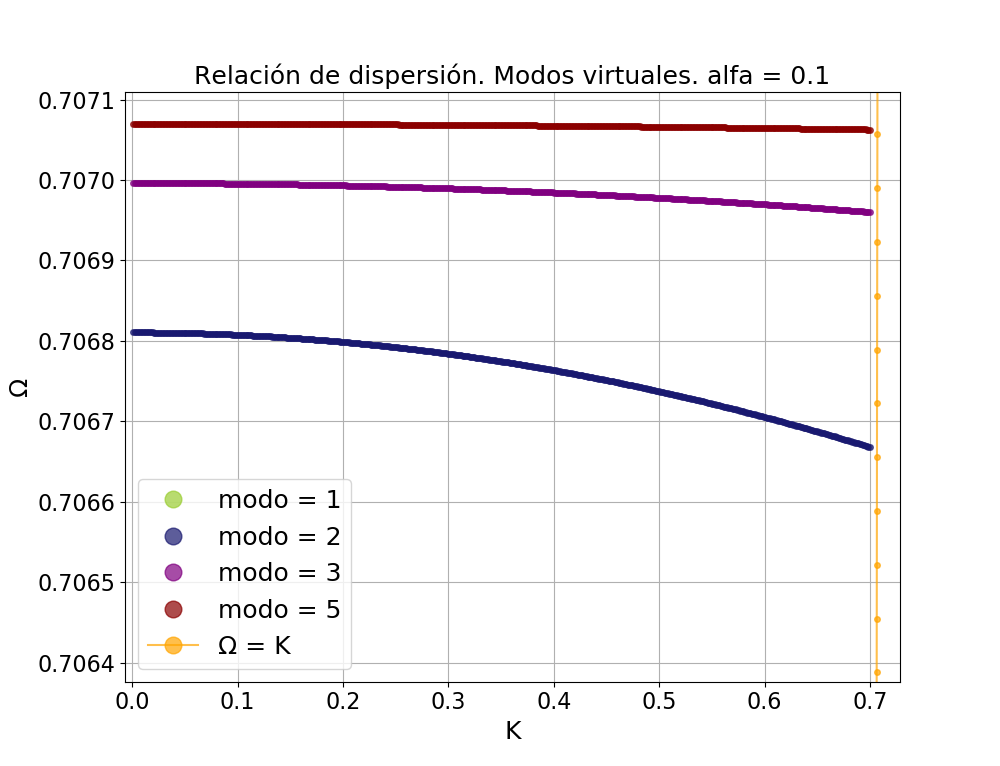 Relación de dispersión. Modos virtuales. alfa = 0.1
0.7071
0.7070
0.7069
0.7068
0.7067
0.7066
0.7065
0.7064
Ω
modo = 1
modo = 2
modo = 3
modo = 5
Ω = K
0.0 0.1 0.2 0.3 0.4 0.5 0.6 0.7
K